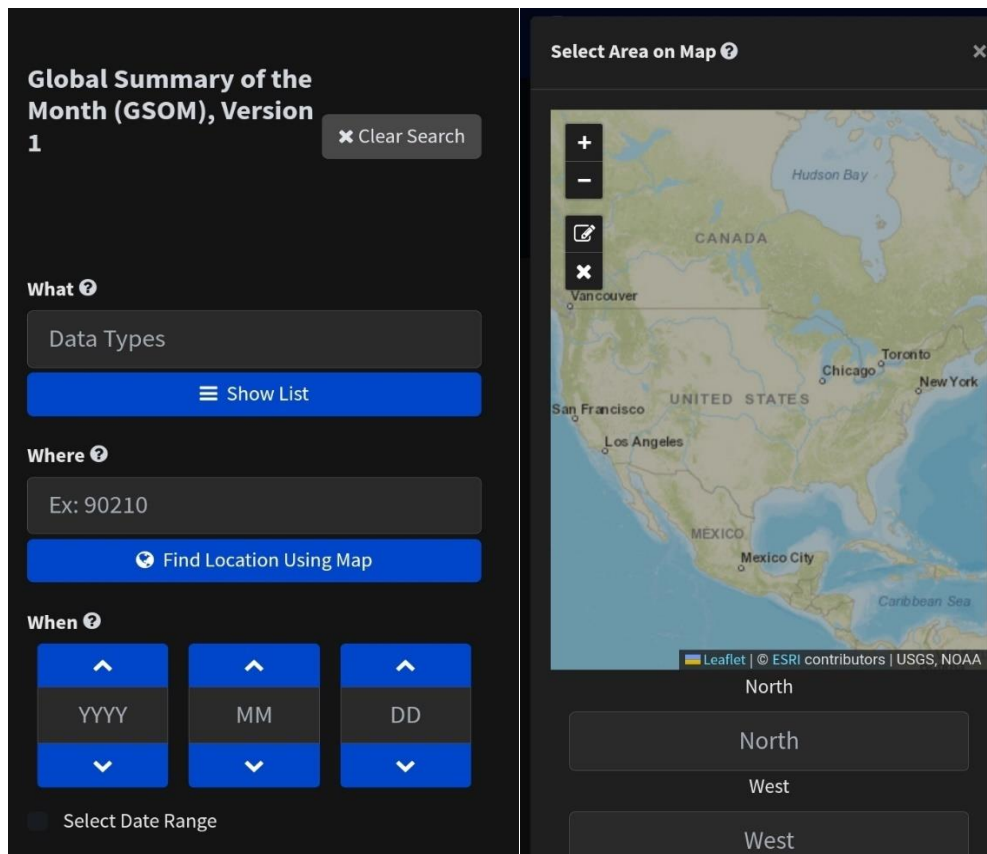 Global Summary of the
Month (GSOM), Version
1
Clear Search
What
Data Types
Show List
Where
Ex: 90210
Find Location Using Map
When
YYYY
MM
DD
Select Date Range
Select Area on Map
+
−
Hudson Bay
CANADA
Vancouver
Toronto
Chicago
New York
UNITED STATES
San Francisco
Los Angeles
MÉXICO
Mexico City
Caribbean Sea
Leaflet | © ESRI contributors | USGS, NOAA
North
North
West
West